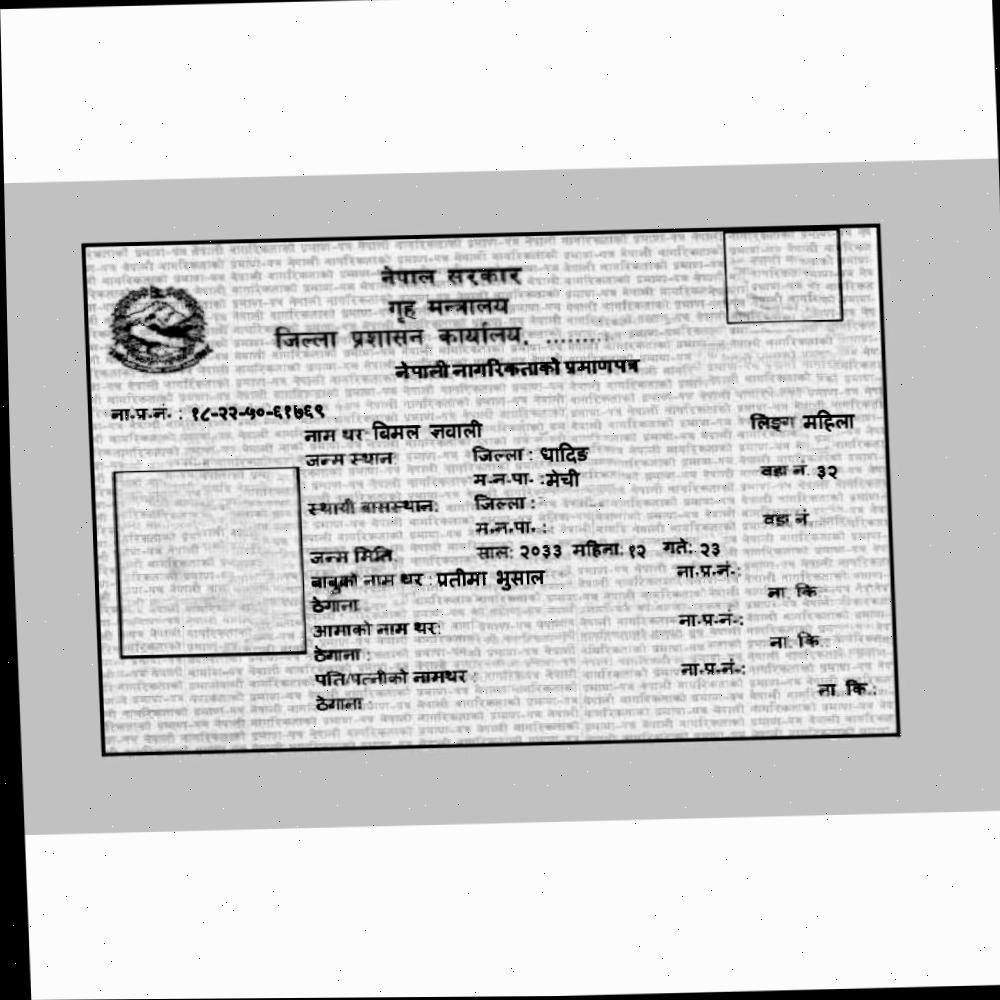 नेपाल सरकार
गृह मन्त्रालय
जिल्ला प्रशासन कार्यालय, .........
नेपाली नागरिकताको प्रमाणपत्र
ना.प्र.नं. : १८-२२-५०-६१७६९
नाम थर: बिमल ज्ञवाली लिङ्ग महिला
जन्म स्थान: जिल्ला : धादिङ
म.न.पा. :मेची वडा नं. ३२
स्थायी बासस्थान: जिल्ला :
म.न.पा. : वडा नं.
जन्म मिति: साल: २०३३ महिना: १२ गते: २३
बाबुको नाम थर : प्रतीमा भुसाल ना.प्र.नं.:
ठेगाना : ना. कि.:
आमाको नाम थर: ना.प्र.नं.:
ठेगाना : ना. कि.:
पति/पत्नीको नामथर : ना.प्र.नं.:
ठेगाना : ना. कि.: